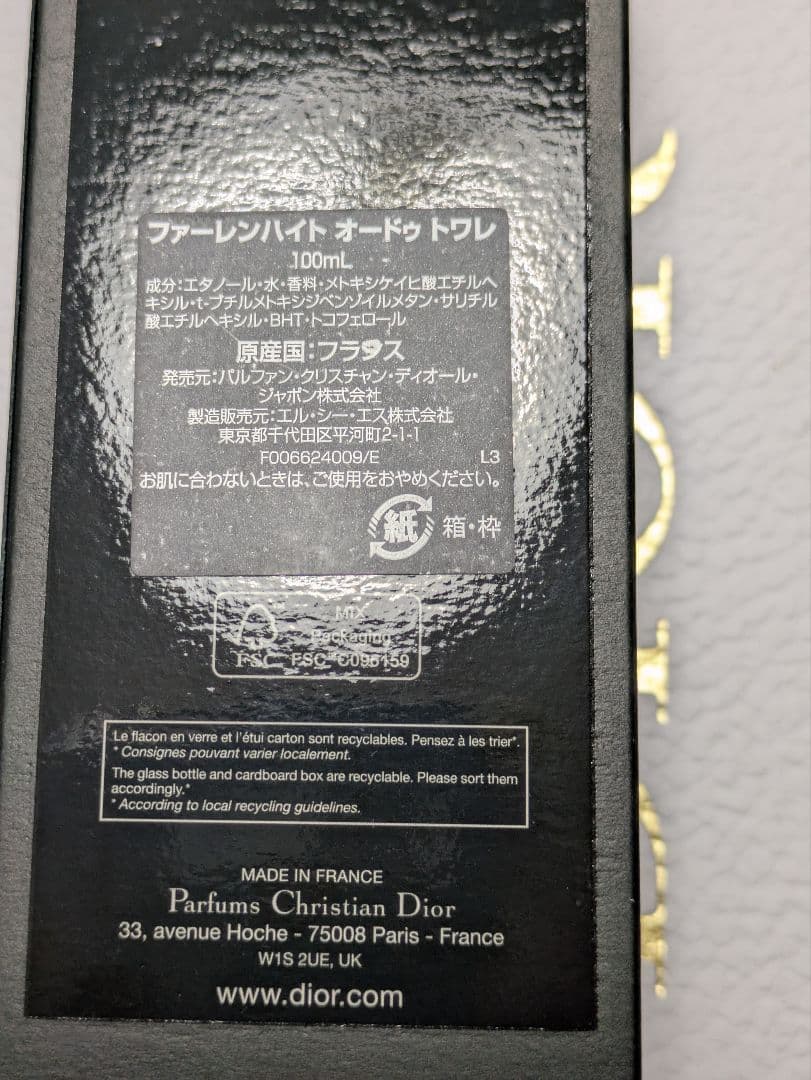 ファーレンハイト オードゥ トワレ
100mL
成分:エタノール・水・香料・メトキシケイヒ酸エチルヘ
キシル・t-ブチルメトキシジベンゾイルメタン・サリチル
酸エチルヘキシル・BHT・トコフェロール
原産国:フランス
発売元:パルファン・クリスチャン・ディオール・
ジャポン株式会社
製造販売元:エル・シー・エス株式会社
東京都千代田区平河町2-1-1
F006624009/E L3
お肌に合わないときは、ご使用をおやめください。
紙 箱・枠
MIX
Packaging
FSC FSC® C096159
Le flacon en verre et l'étui carton sont recyclables. Pensez à les trier*.
* Consignes pouvant varier localement.
The glass bottle and cardboard box are recyclable. Please sort them
accordingly.*
* According to local recycling guidelines.
MADE IN FRANCE
Parfums Christian Dior
33, avenue Hoche - 75008 Paris - France
W1S 2UE, UK
www.dior.com
DIOR